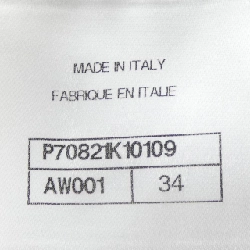 MADE IN ITALY
FABRIQUE EN ITALIE
P70821K10109
AW001 34